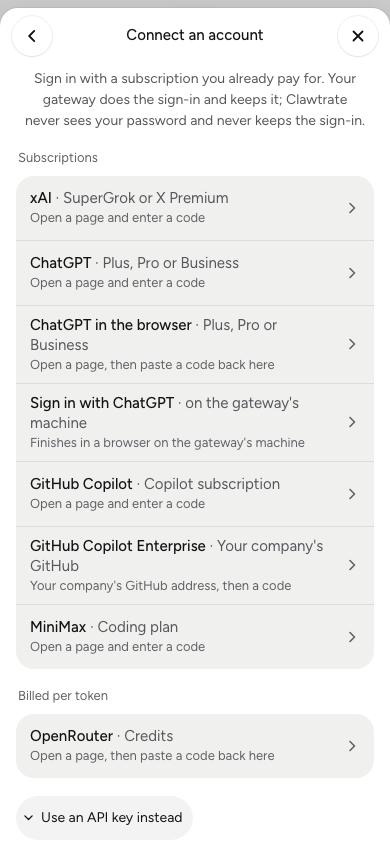 Connect an account
Sign in with a subscription you already pay for. Your
gateway does the sign-in and keeps it; Clawtrate
never sees your password and never keeps the sign-in.
Subscriptions
xAI · SuperGrok or X Premium
Open a page and enter a code
ChatGPT · Plus, Pro or Business
Open a page and enter a code
ChatGPT in the browser · Plus, Pro or
Business
Open a page, then paste a code back here
Sign in with ChatGPT · on the gateway's
machine
Finishes in a browser on the gateway's machine
GitHub Copilot · Copilot subscription
Open a page and enter a code
GitHub Copilot Enterprise · Your company's
GitHub
Your company's GitHub address, then a code
MiniMax · Coding plan
Open a page and enter a code
Billed per token
OpenRouter · Credits
Open a page, then paste a code back here
Use an API key instead